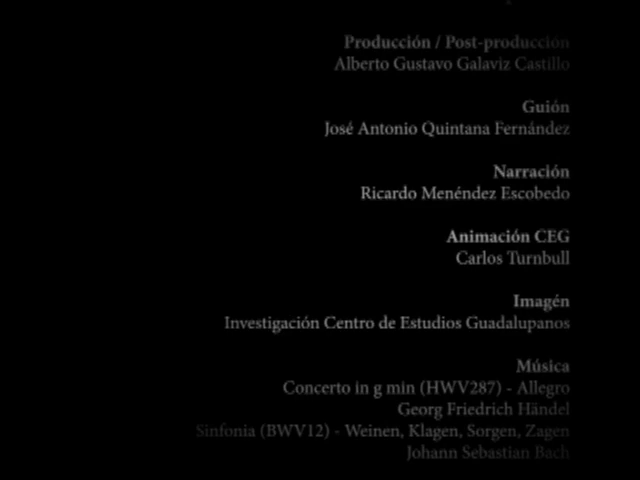 Producción / Post-producción
Alberto Gustavo Galaviz Castillo
Guión
José Antonio Quintana Fernández
Narración
Ricardo Menéndez Escobedo
Animación CEG
Carlos Turnbull
Imagén
Investigación Centro de Estudios Guadalupanos
Música
Concerto in g min (HWV287) - Allegro
Georg Friedrich Händel
Sinfonia (BWV12) - Weinen, Klagen, Sorgen, Zagen
Johann Sebastian Bach